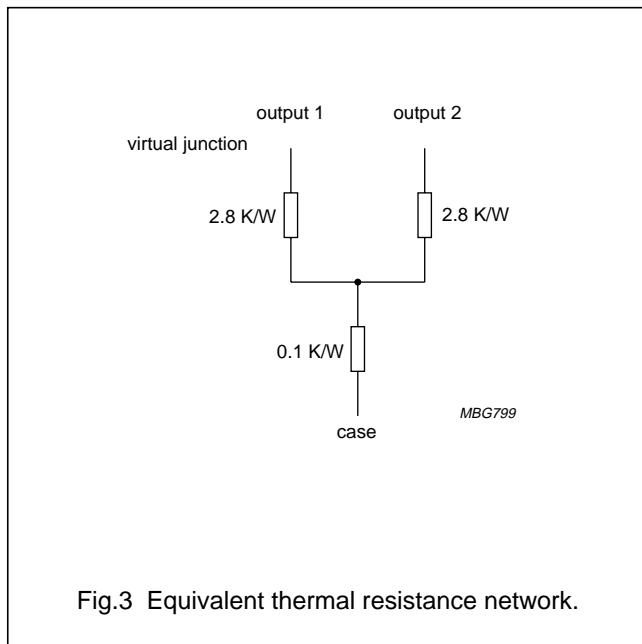 output 1 output 2
virtual junction
2.8 K/W 2.8 K/W
0.1 K/W
MBG799
case
Fig.3 Equivalent thermal resistance network.